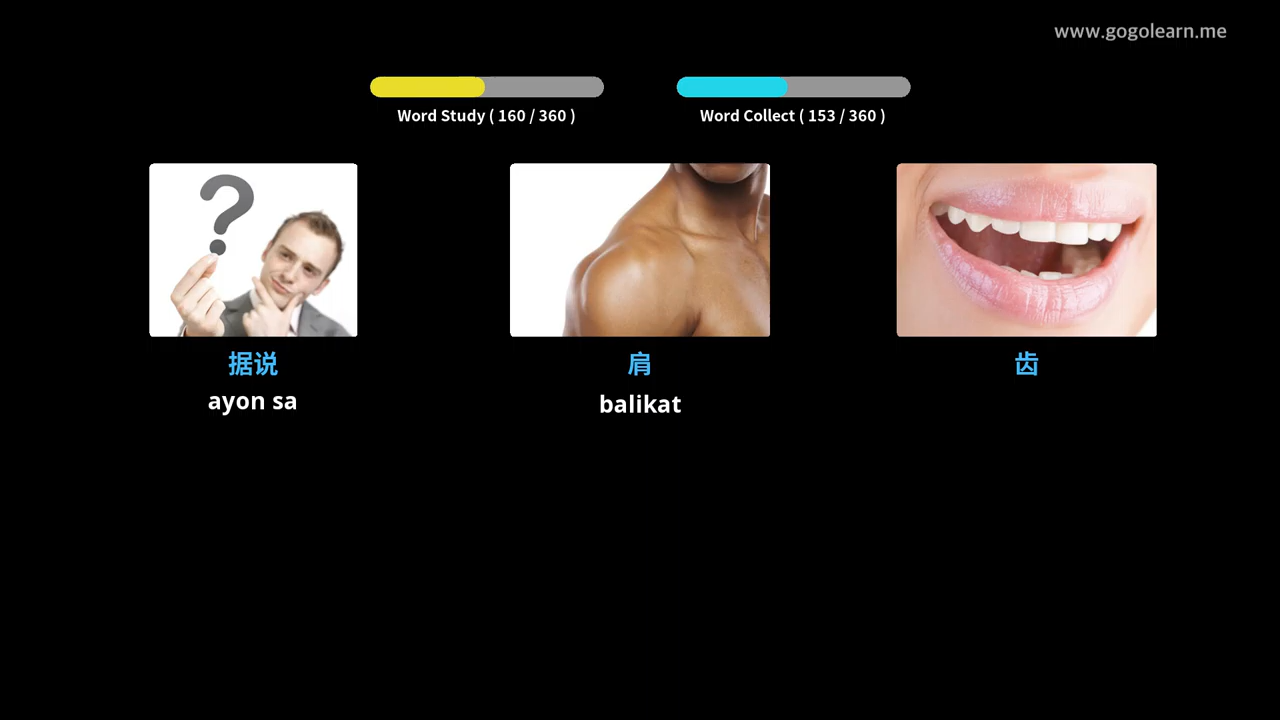 www.gogolearn.me
Word Study ( 160 / 360 )
Word Collect ( 153 / 360 )
?
据说
肩
齿
ayon sa
balikat